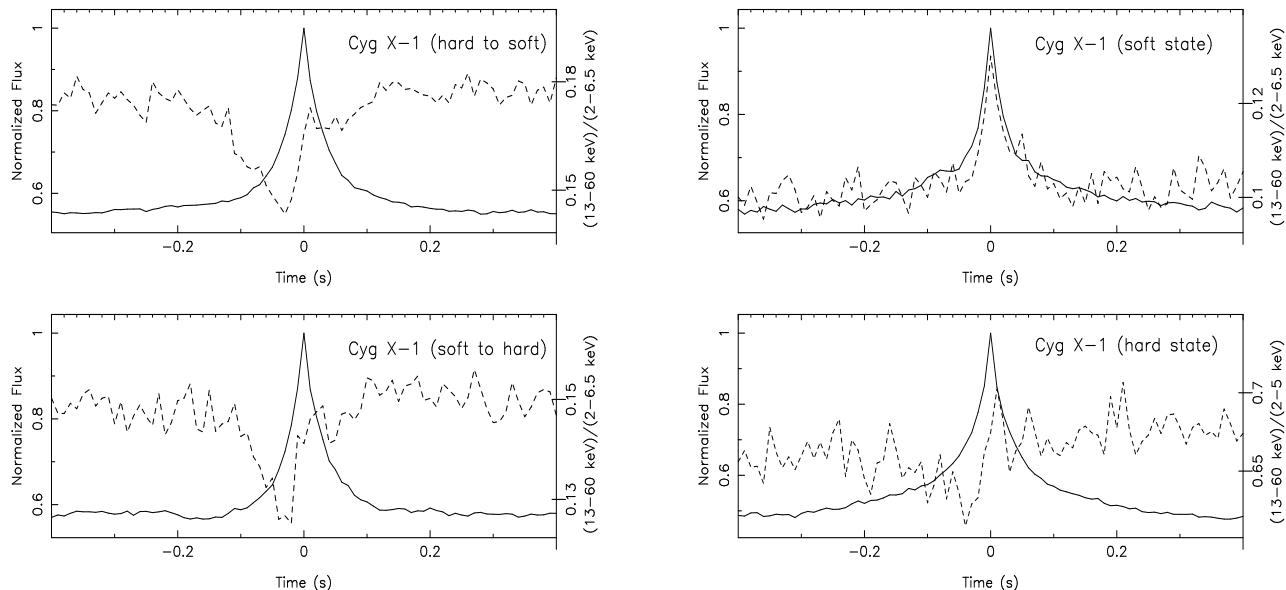 Cyg X−1 (hard to soft)
Normalized Flux
1
0.8
0.6
0.18
0.15
(13−60 keV)/(2−6.5 keV)
−0.2
0
0.2
Time (s)
Cyg X−1 (soft state)
Normalized Flux
1
0.8
0.6
0.12
0.1
(13−60 keV)/(2−6.5 keV)
−0.2
0
0.2
Time (s)
Cyg X−1 (soft to hard)
Normalized Flux
1
0.8
0.6
0.15
0.13
(13−60 keV)/(2−6.5 keV)
−0.2
0
0.2
Time (s)
Cyg X−1 (hard state)
Normalized Flux
1
0.8
0.6
0.7
0.65
(13−60 keV)/(2−5 keV)
−0.2
0
0.2
Time (s)